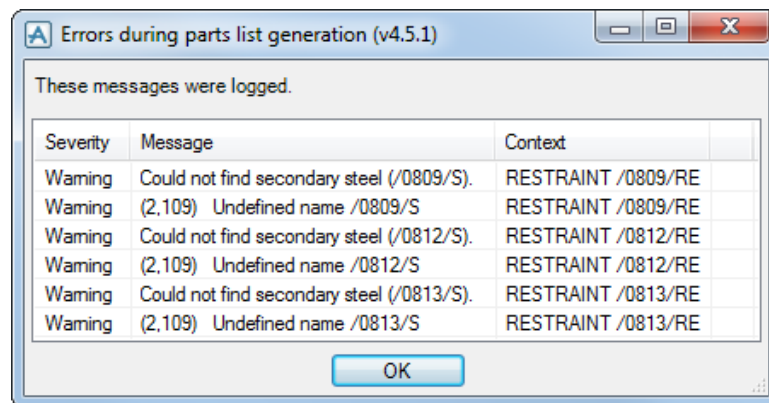 Errors during parts list generation (v4.5.1)
These messages were logged.
Severity Message Context
Warning Could not find secondary steel (/0809/S). RESTRAINT /0809/RE
Warning (2,109) Undefined name /0809/S RESTRAINT /0809/RE
Warning Could not find secondary steel (/0812/S). RESTRAINT /0812/RE
Warning (2,109) Undefined name /0812/S RESTRAINT /0812/RE
Warning Could not find secondary steel (/0813/S). RESTRAINT /0813/RE
Warning (2,109) Undefined name /0813/S RESTRAINT /0813/RE
OK